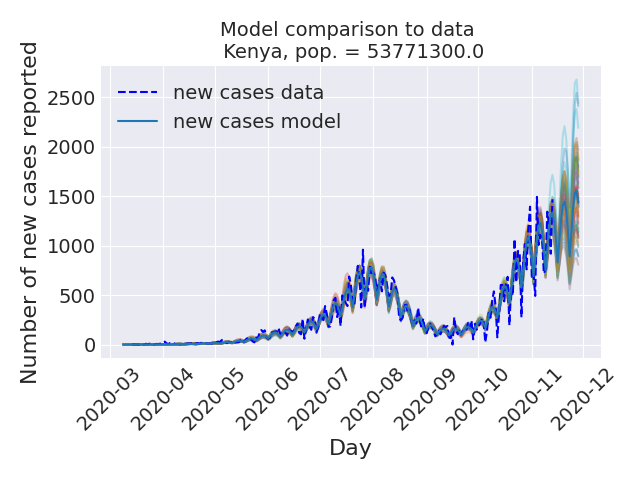 Model comparison to data
Kenya, pop. = 53771300.0
new cases data
new cases model
Number of new cases reported
2500
2000
1500
1000
500
0
2020-03
2020-04
2020-05
2020-06
2020-07
2020-08
2020-09
2020-10
2020-11
2020-12
Day